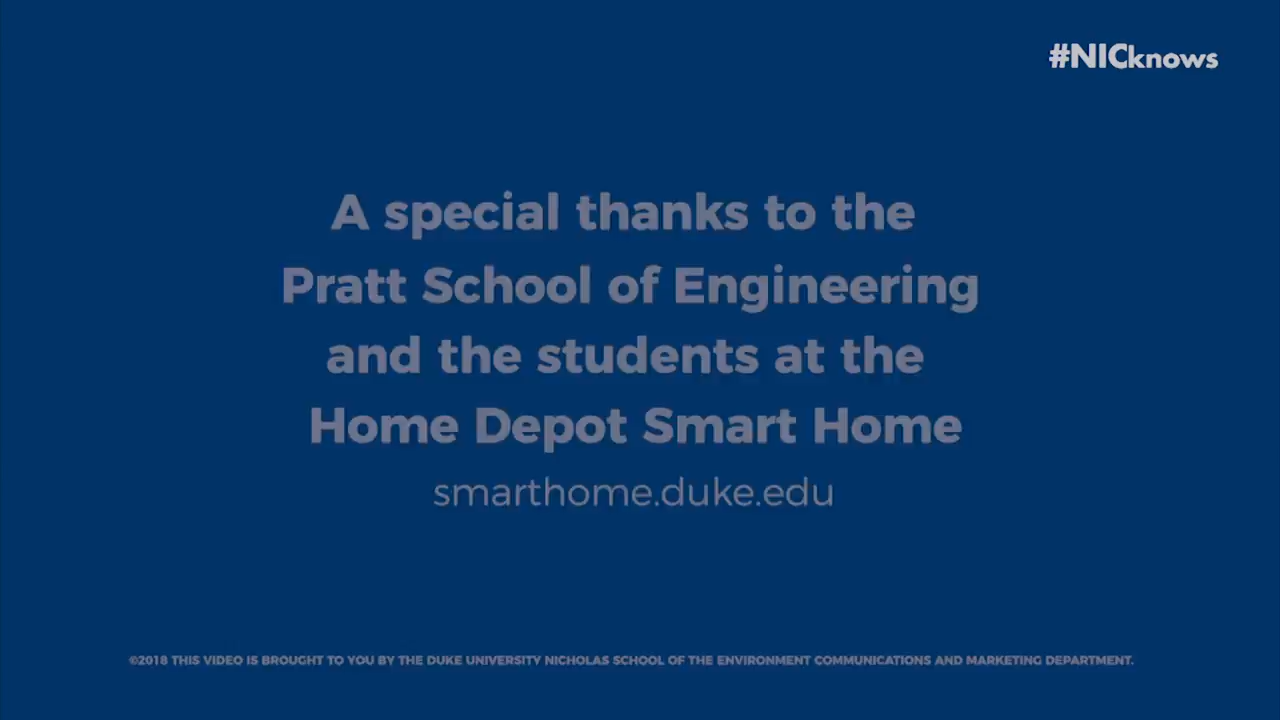 #NICknows
A special thanks to the
Pratt School of Engineering
and the students at the
Home Depot Smart Home
smarthome.duke.edu
©2018 THIS VIDEO IS BROUGHT TO YOU BY THE DUKE UNIVERSITY NICHOLAS SCHOOL OF THE ENVIRONMENT COMMUNICATIONS AND MARKETING DEPARTMENT.